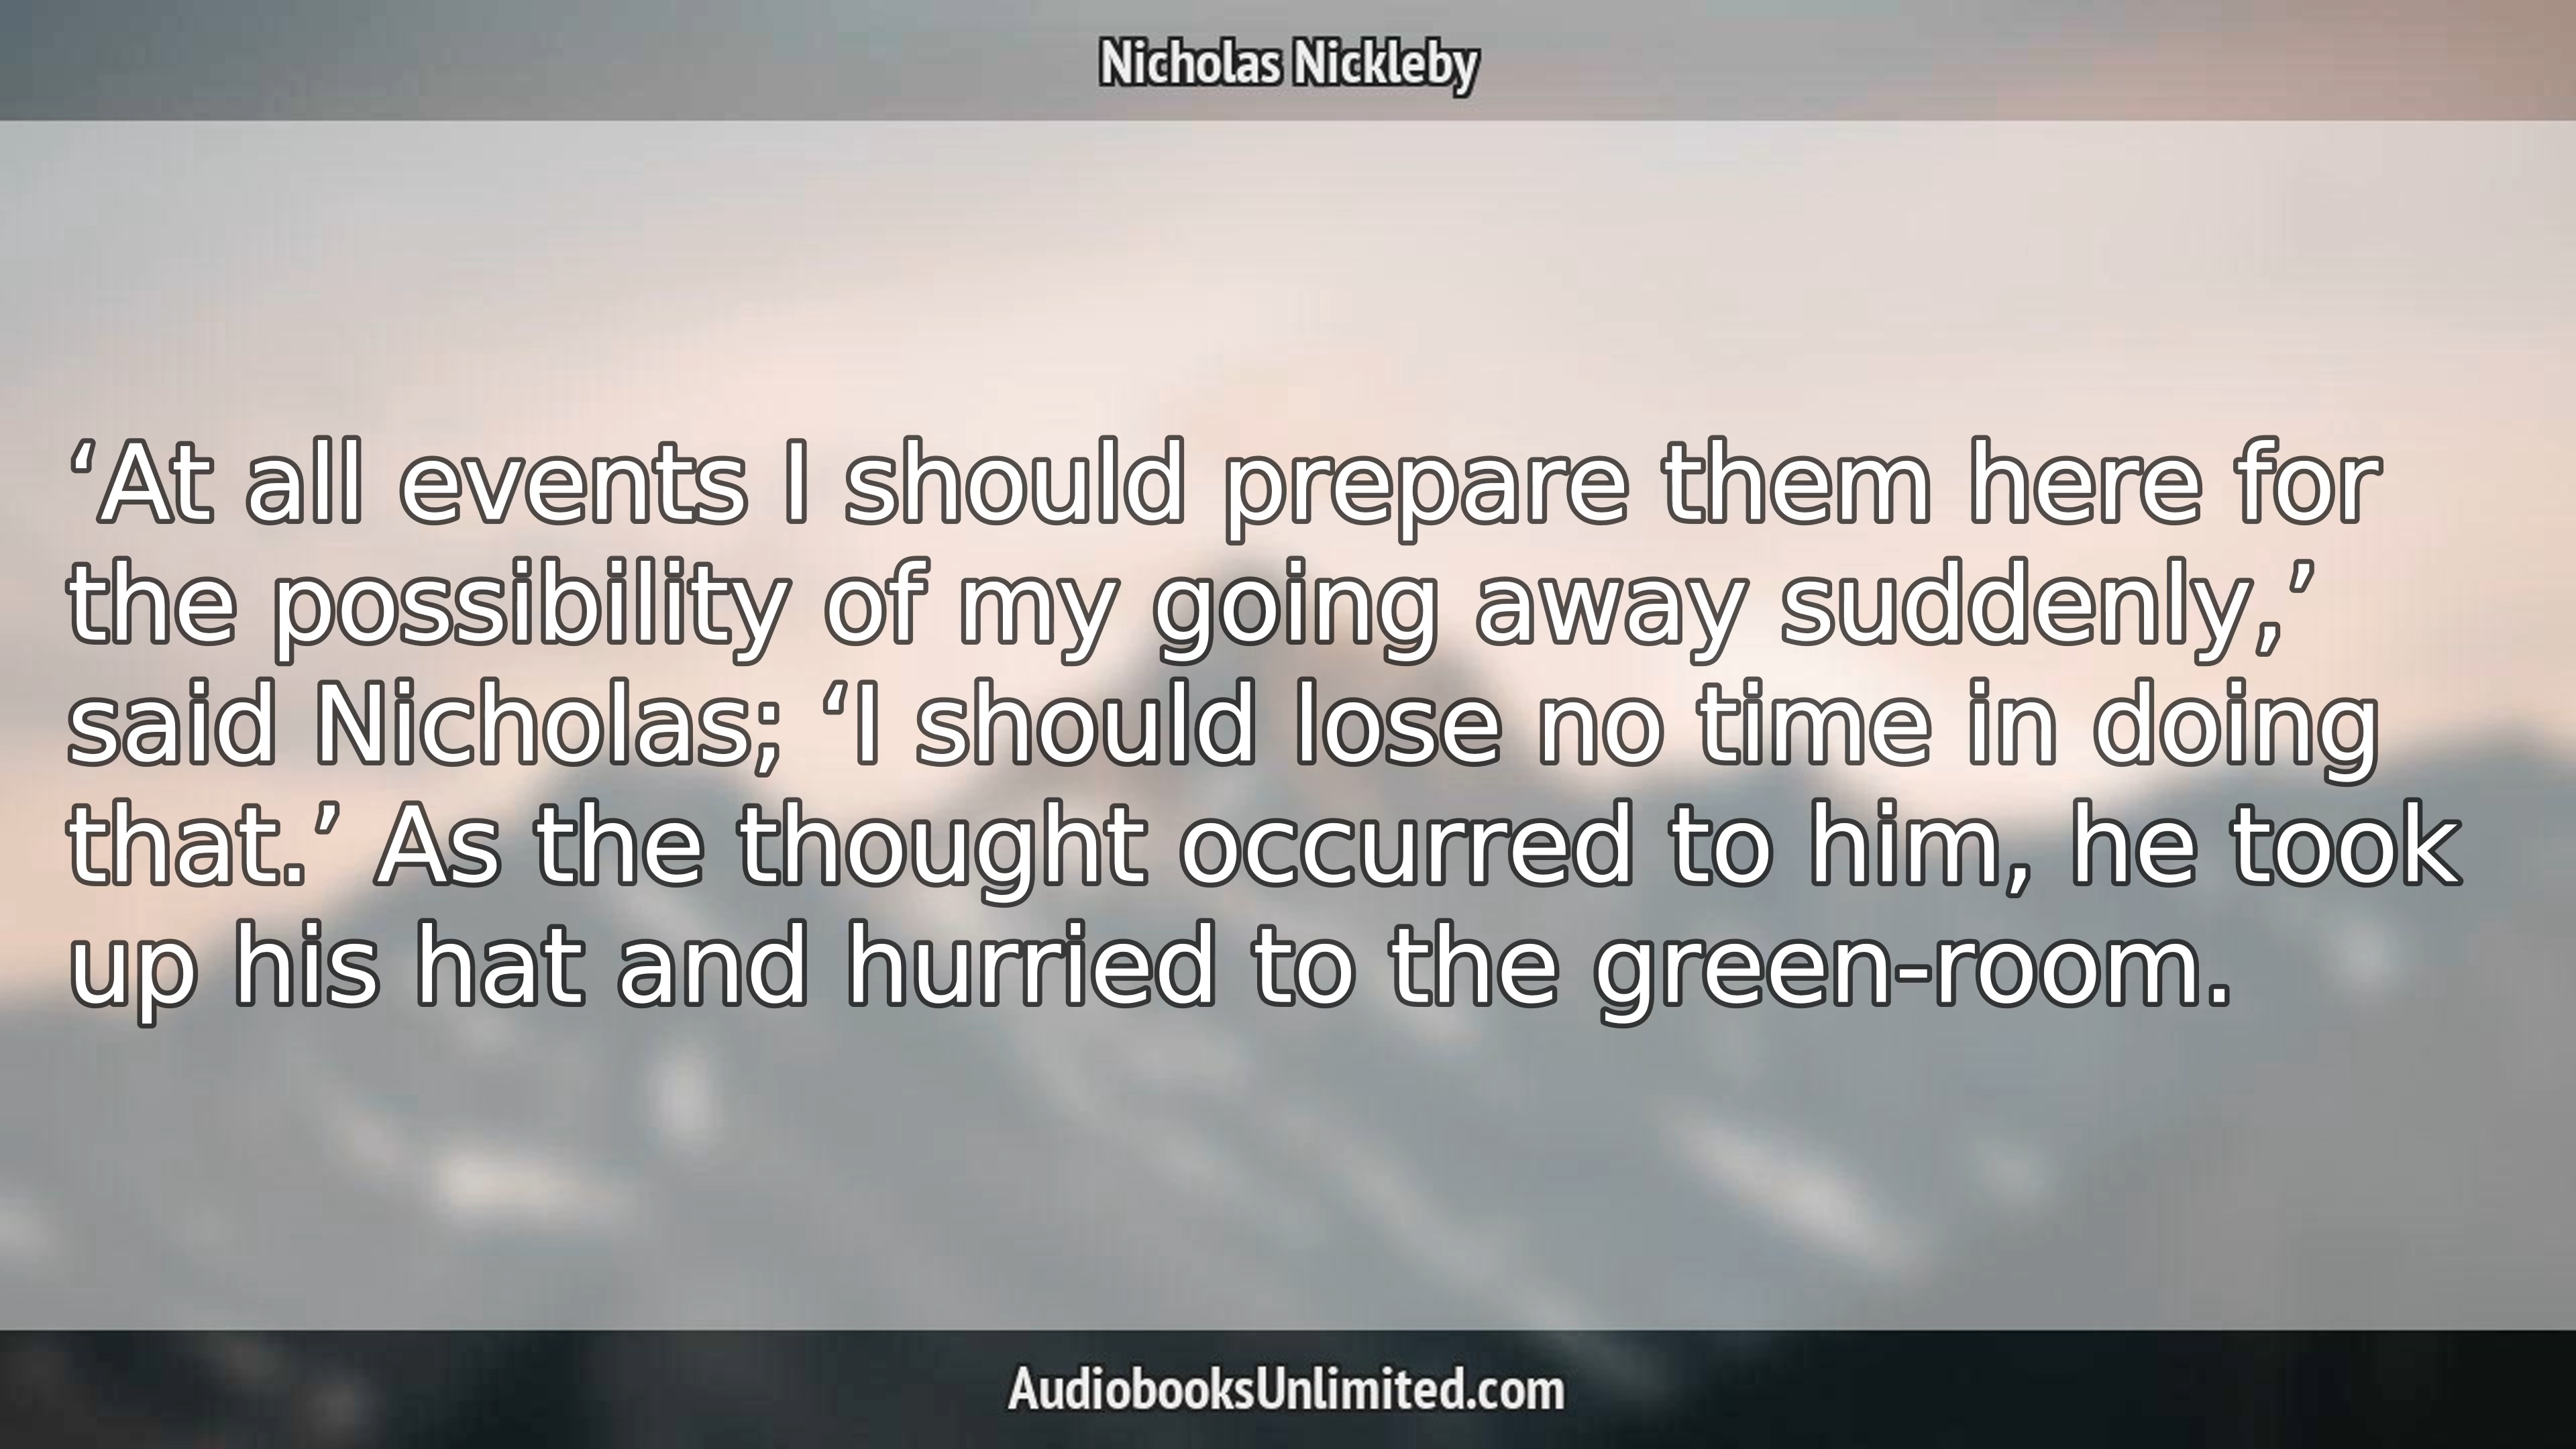 Nicholas Nickleby
‘At all events I should prepare them here for
the possibility of my going away suddenly,’
said Nicholas; ‘I should lose no time in doing
that.’ As the thought occurred to him, he took
up his hat and hurried to the green-room.
AudiobooksUnlimited.com